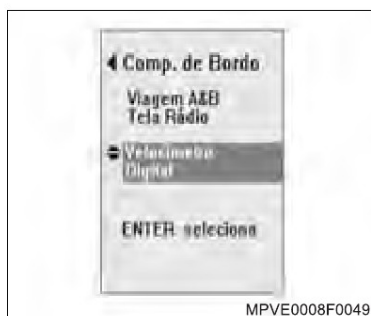 Comp. de Bordo
Viagem A&B
Tela Rádio
Velocímetro
Digital
ENTER seleciona
MPVE0008F0049